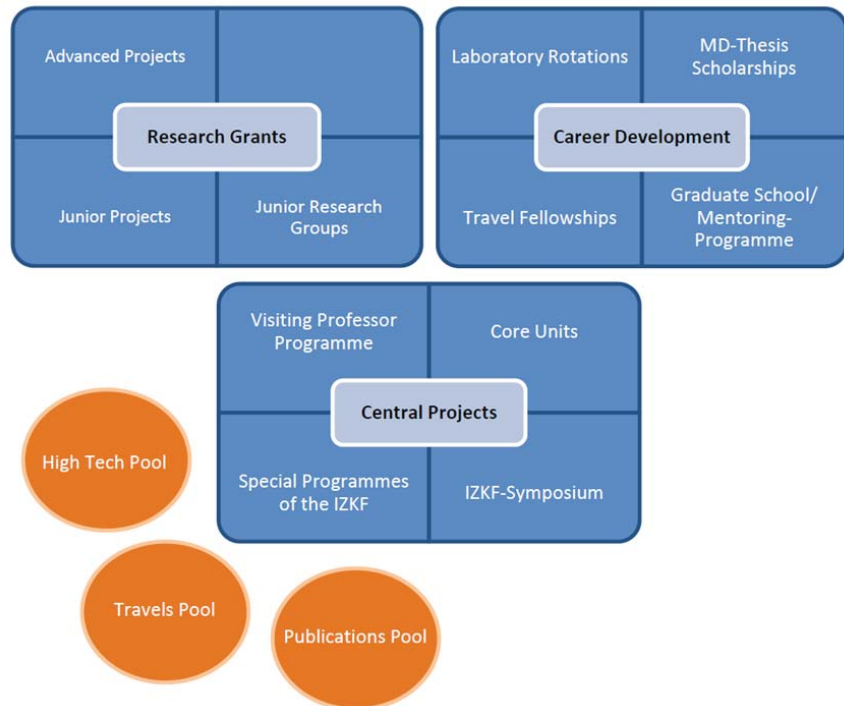 Advanced Projects
Research Grants
Junior Projects
Junior Research
Groups
Laboratory Rotations
MD-Thesis
Scholarships
Career Development
Travel Fellowships
Graduate School/
Mentoring-
Programme
Visiting Professor
Programme
Core Units
Central Projects
Special Programmes
of the IZKF
IZKF-Symposium
High Tech Pool
Travels Pool
Publications Pool